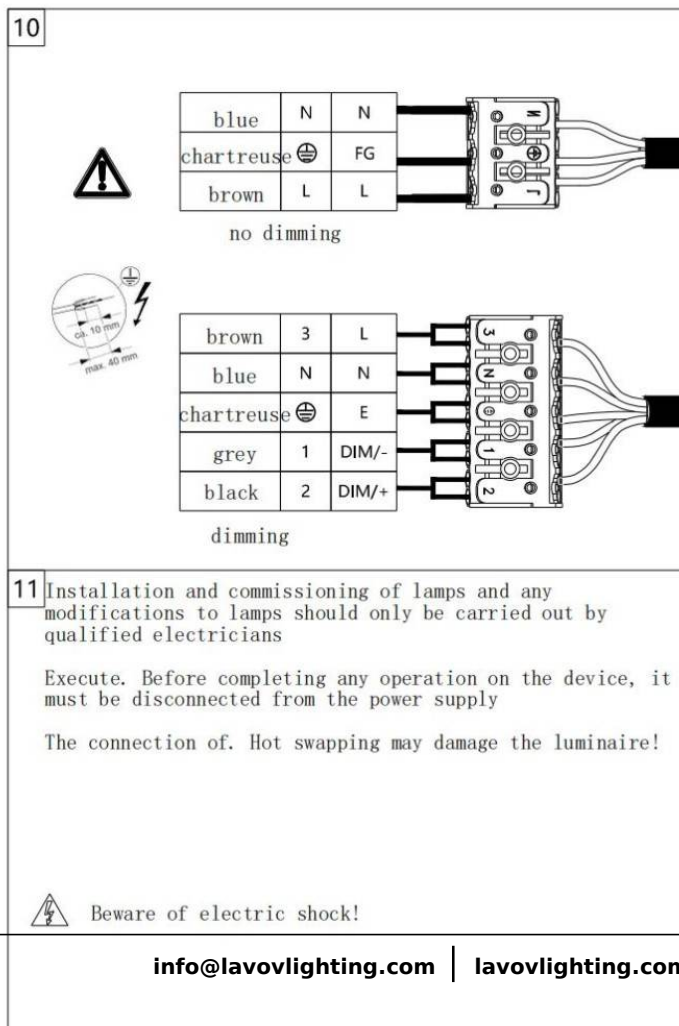 10
blue N N
chartreuse FG
brown L L
no dimming
N
L
ca. 10 mm
max. 40 mm
brown 3 L
blue N N
chartreuse E
grey 1 DIM/-
black 2 DIM/+
dimming
3
N
1
2
11 Installation and commissioning of lamps and any
modifications to lamps should only be carried out by
qualified electricians
Execute. Before completing any operation on the device, it
must be disconnected from the power supply
The connection of. Hot swapping may damage the luminaire!
Beware of electric shock!
info@lavovlighting.com | lavovlighting.com